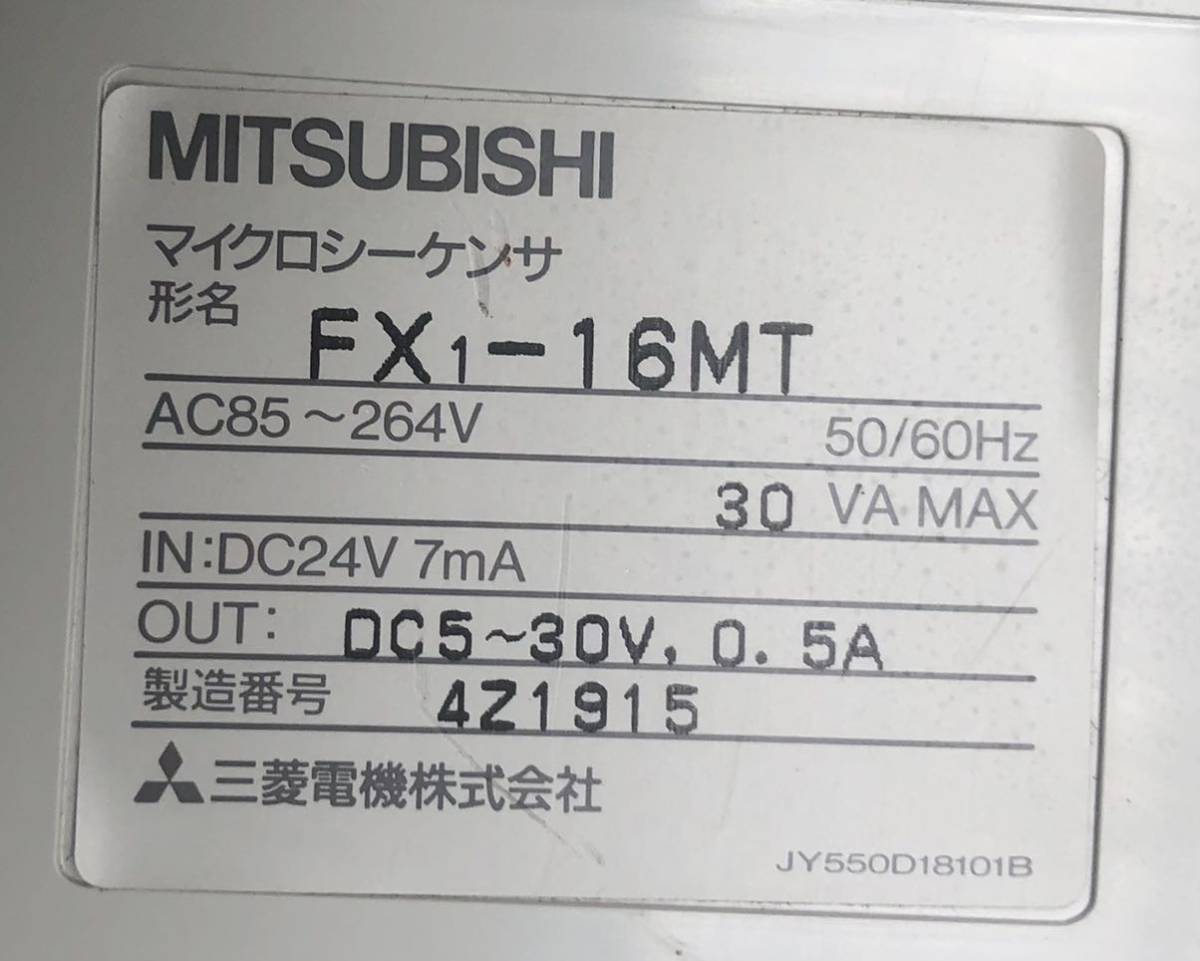 MITSUBISHI
マイクロシーケンサ
形名 FX1-16MT
AC85~264V 50/60Hz
30 VA MAX
IN:DC24V 7mA
OUT: DC5~30V, 0.5A
製造番号 4Z1915
三菱電機株式会社
JY550D18101B